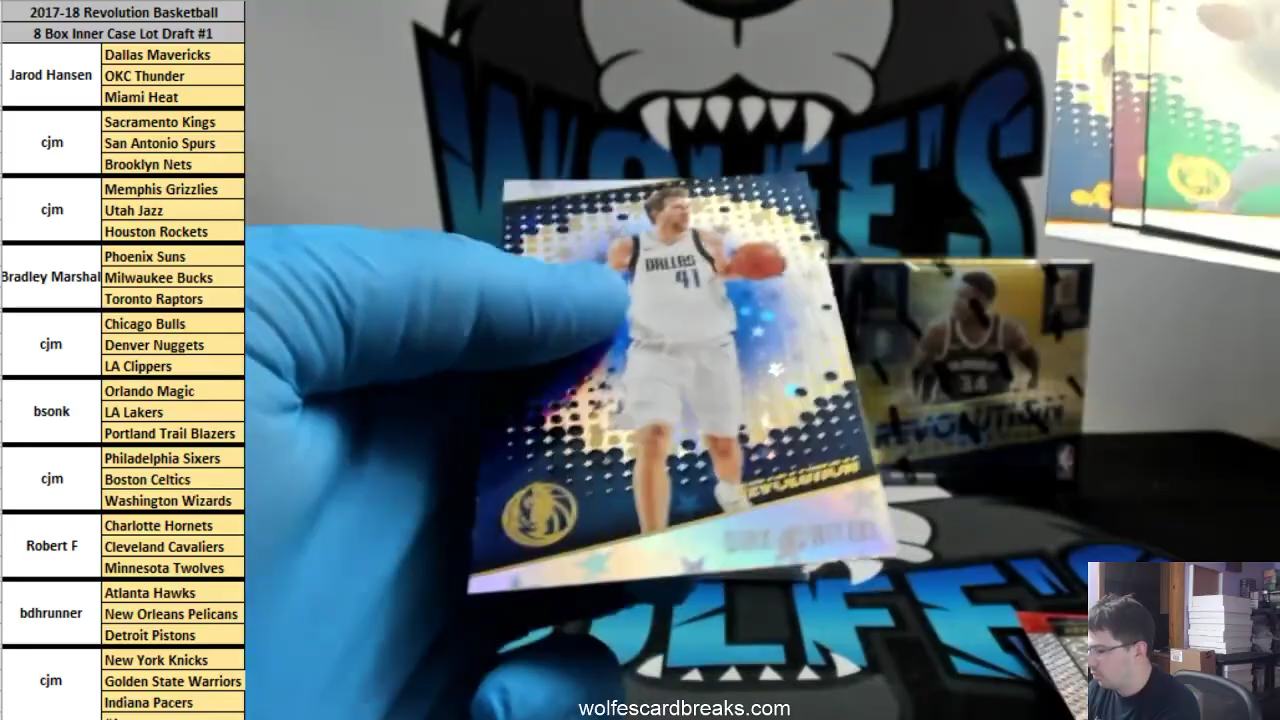 2017-18 Revolution Basketball
8 Box Inner Case Lot Draft #1
Jarod Hansen
Dallas Mavericks
OKC Thunder
Miami Heat
cjm
Sacramento Kings
San Antonio Spurs
Brooklyn Nets
cjm
Memphis Grizzlies
Utah Jazz
Houston Rockets
Bradley Marshal
Phoenix Suns
Milwaukee Bucks
Toronto Raptors
cjm
Chicago Bulls
Denver Nuggets
LA Clippers
bsonk
Orlando Magic
LA Lakers
Portland Trail Blazers
cjm
Philadelphia Sixers
Boston Celtics
Washington Wizards
Robert F
Charlotte Hornets
Cleveland Cavaliers
Minnesota Twolves
bdhrunner
Atlanta Hawks
New Orleans Pelicans
Detroit Pistons
cjm
New York Knicks
Golden State Warriors
Indiana Pacers
WOLFE'S
DALLAS
41
REVOLUTION
34
REVOLUTION
WOLFE'S
wolfescardbreaks.com